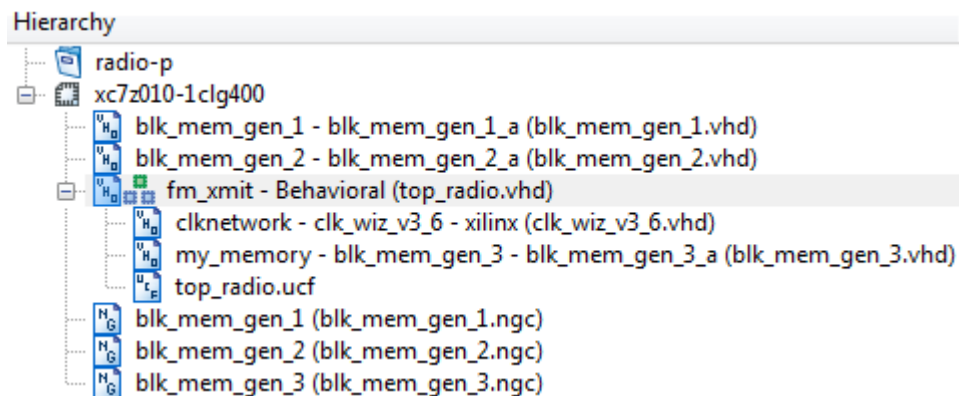 Hierarchy
radio-p
xc7z010-1clg400
blk_mem_gen_1 - blk_mem_gen_1_a (blk_mem_gen_1.vhd)
blk_mem_gen_2 - blk_mem_gen_2_a (blk_mem_gen_2.vhd)
fm_xmit - Behavioral (top_radio.vhd)
clknetwork - clk_wiz_v3_6 - xilinx (clk_wiz_v3_6.vhd)
my_memory - blk_mem_gen_3 - blk_mem_gen_3_a (blk_mem_gen_3.vhd)
top_radio.ucf
blk_mem_gen_1 (blk_mem_gen_1.ngc)
blk_mem_gen_2 (blk_mem_gen_2.ngc)
blk_mem_gen_3 (blk_mem_gen_3.ngc)